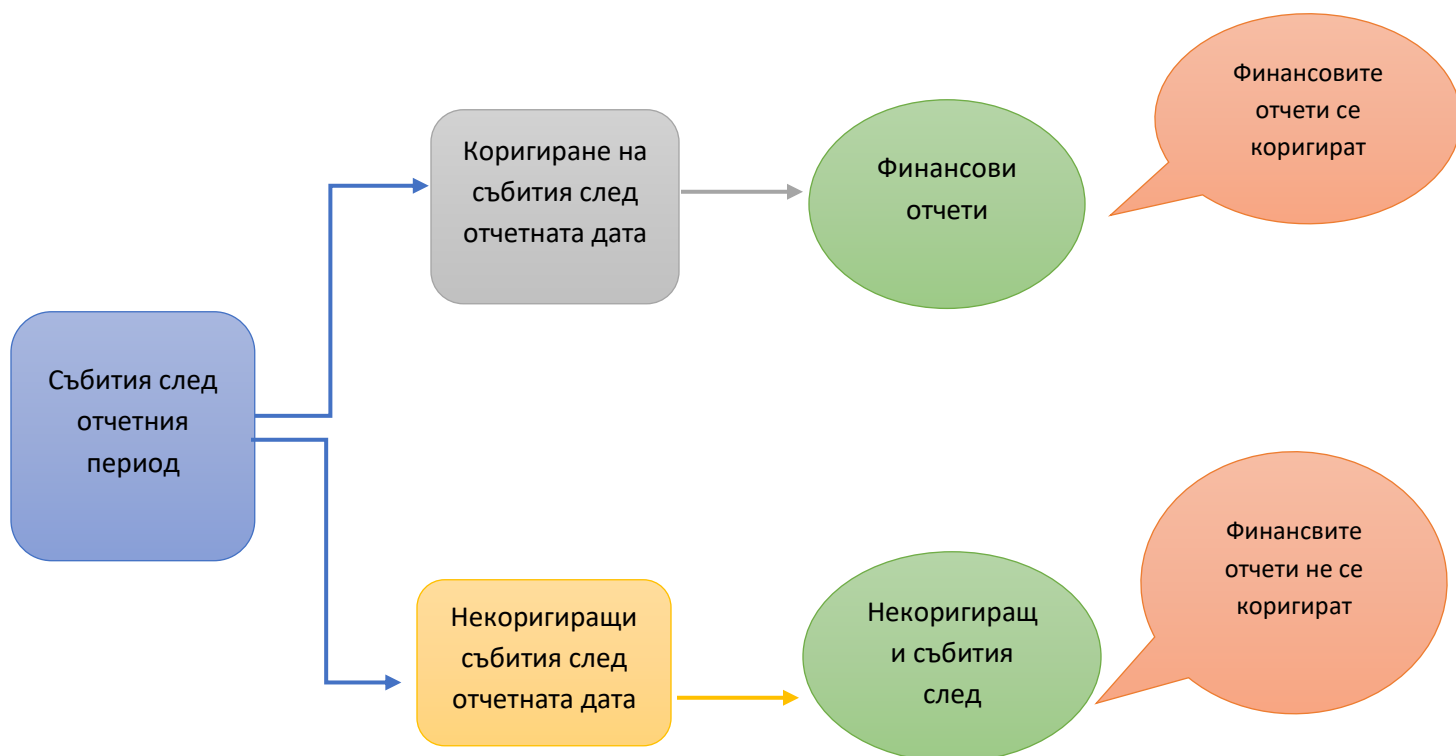 Финансовите
отчети се
коригират
Коригиране на
събития след
отчетната дата
Финансови
отчети
Събития след
отчетния
период
Некоригиращи
събития след
отчетната дата
Некоригиращ
и събития
след
Финансвите
отчети не се
коригират